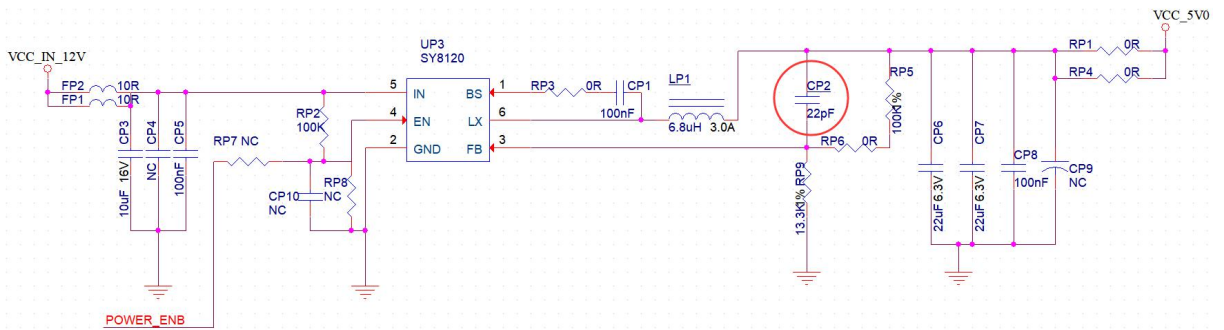 VCC_5V0
VCC_IN_12V
UP3
SY8120
FP2 10R
FP1 10R
5 IN BS 1
4 EN LX 6
2 GND FB 3
RP3 0R
CP1
100nF
LP1
6.8uH 3.0A
CP2
22pF
RP5
100K 1%
RP1 0R
RP4 0R
RP2
100K
RP7 NC
CP3
10uF 16V
CP4
NC
CP5
100nF
CP10
NC
RP8
NC
RP6 0R
RP9
13.3K 1%
CP6
22uF 6.3V
CP7
22uF 6.3V
CP8
100nF
CP9
NC
POWER_ENB